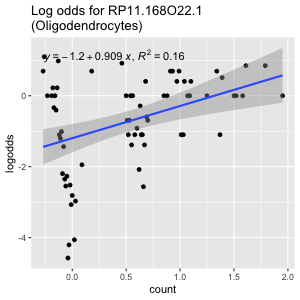 Log odds for RP11.168O22.1
(Oligodendrocytes)
y = −1.2 + 0.909 x, R² = 0.16
logodds
0
-2
-4
0.0 0.5 1.0 1.5 2.0
count